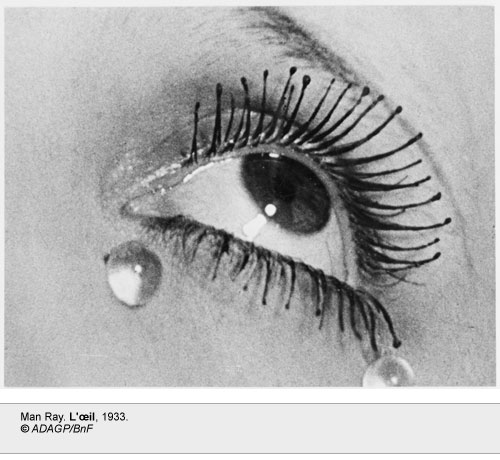 Man Ray. L'œil, 1933.
© ADAGP/BnF